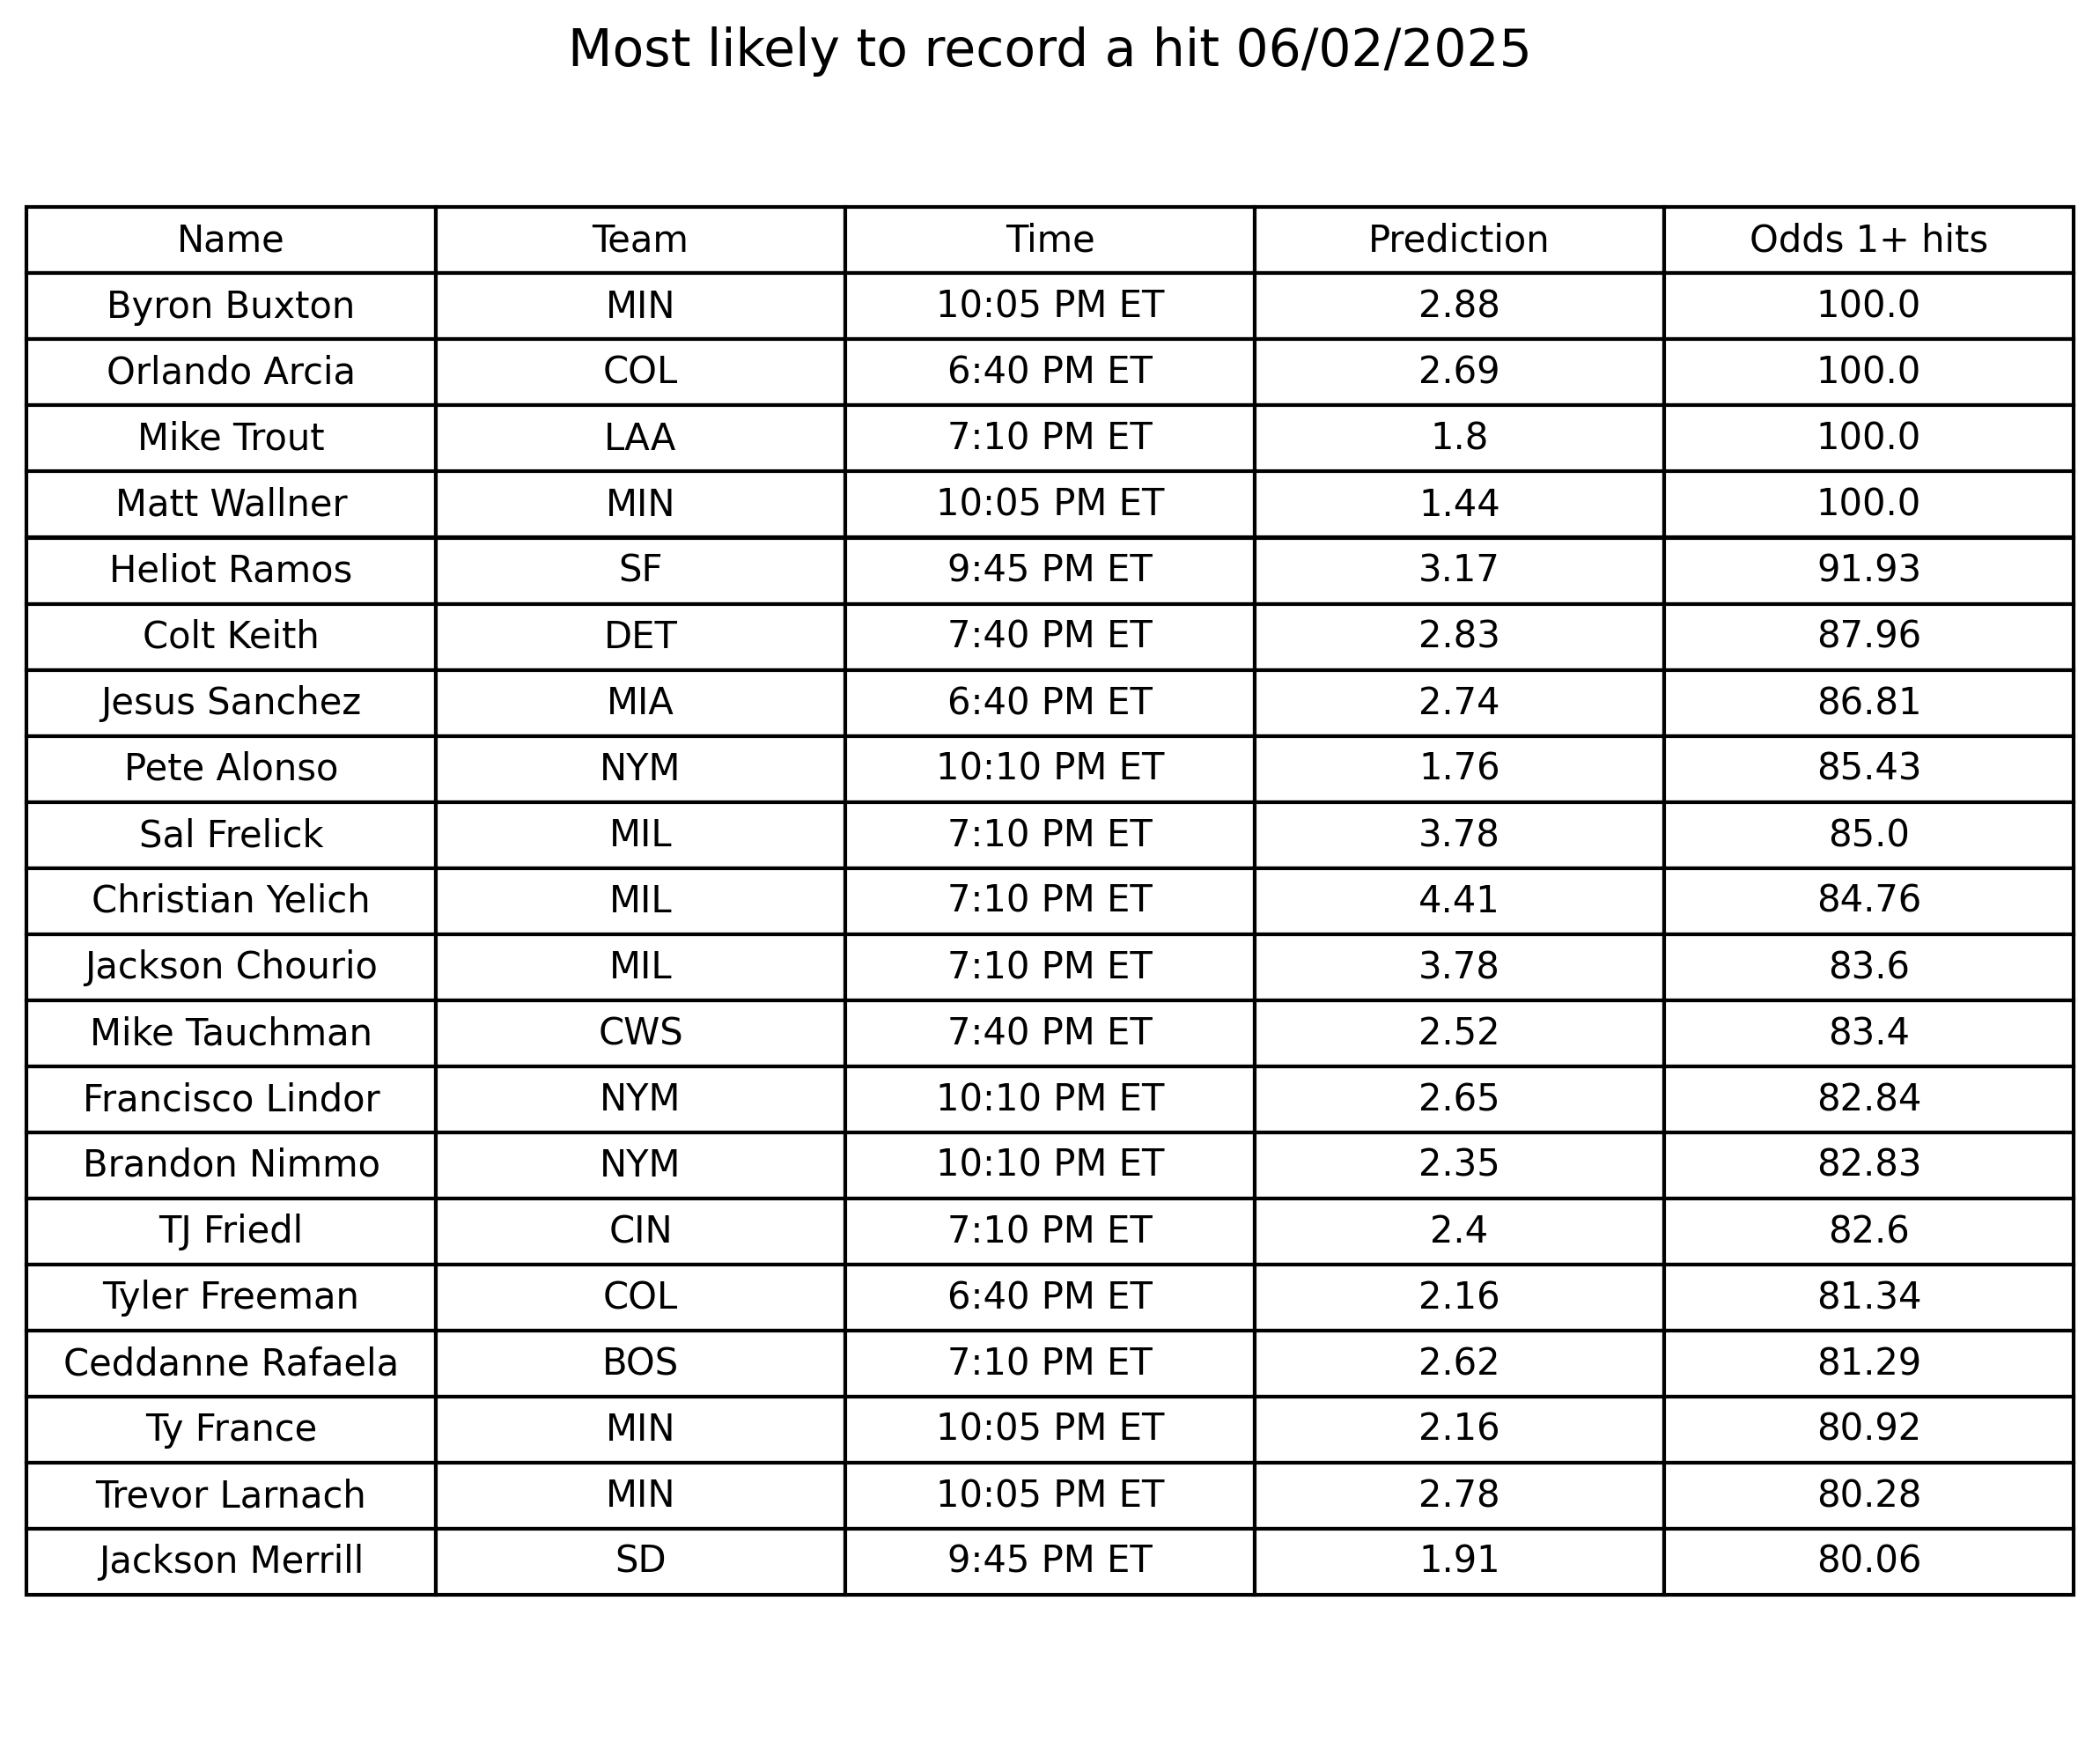 Most likely to record a hit 06/02/2025
Name Team Time Prediction Odds 1+ hits
Byron Buxton MIN 10:05 PM ET 2.88 100.0
Orlando Arcia COL 6:40 PM ET 2.69 100.0
Mike Trout LAA 7:10 PM ET 1.8 100.0
Matt Wallner MIN 10:05 PM ET 1.44 100.0
Heliot Ramos SF 9:45 PM ET 3.17 91.93
Colt Keith DET 7:40 PM ET 2.83 87.96
Jesus Sanchez MIA 6:40 PM ET 2.74 86.81
Pete Alonso NYM 10:10 PM ET 1.76 85.43
Sal Frelick MIL 7:10 PM ET 3.78 85.0
Christian Yelich MIL 7:10 PM ET 4.41 84.76
Jackson Chourio MIL 7:10 PM ET 3.78 83.6
Mike Tauchman CWS 7:40 PM ET 2.52 83.4
Francisco Lindor NYM 10:10 PM ET 2.65 82.84
Brandon Nimmo NYM 10:10 PM ET 2.35 82.83
TJ Friedl CIN 7:10 PM ET 2.4 82.6
Tyler Freeman COL 6:40 PM ET 2.16 81.34
Ceddanne Rafaela BOS 7:10 PM ET 2.62 81.29
Ty France MIN 10:05 PM ET 2.16 80.92
Trevor Larnach MIN 10:05 PM ET 2.78 80.28
Jackson Merrill SD 9:45 PM ET 1.91 80.06